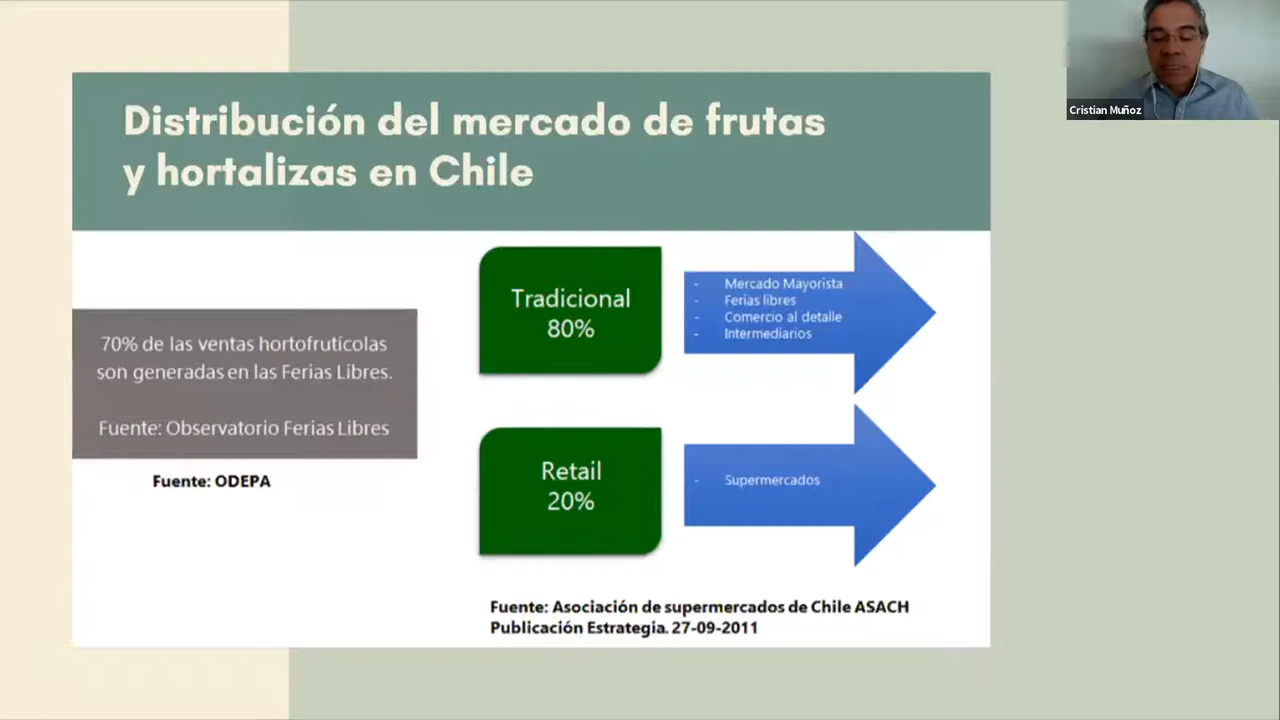 Distribución del mercado de frutas
y hortalizas en Chile
70% de las ventas hortofrutícolas
son generadas en las Ferias Libres.
Fuente: Observatorio Ferias Libres
Fuente: ODEPA
Tradicional
80%
- Mercado Mayorista
- Ferias libres
- Comercio al detalle
- Intermediarios
Retail
20%
- Supermercados
Fuente: Asociación de supermercados de Chile ASACH
Publicación Estrategia. 27-09-2011
Cristian Muñoz